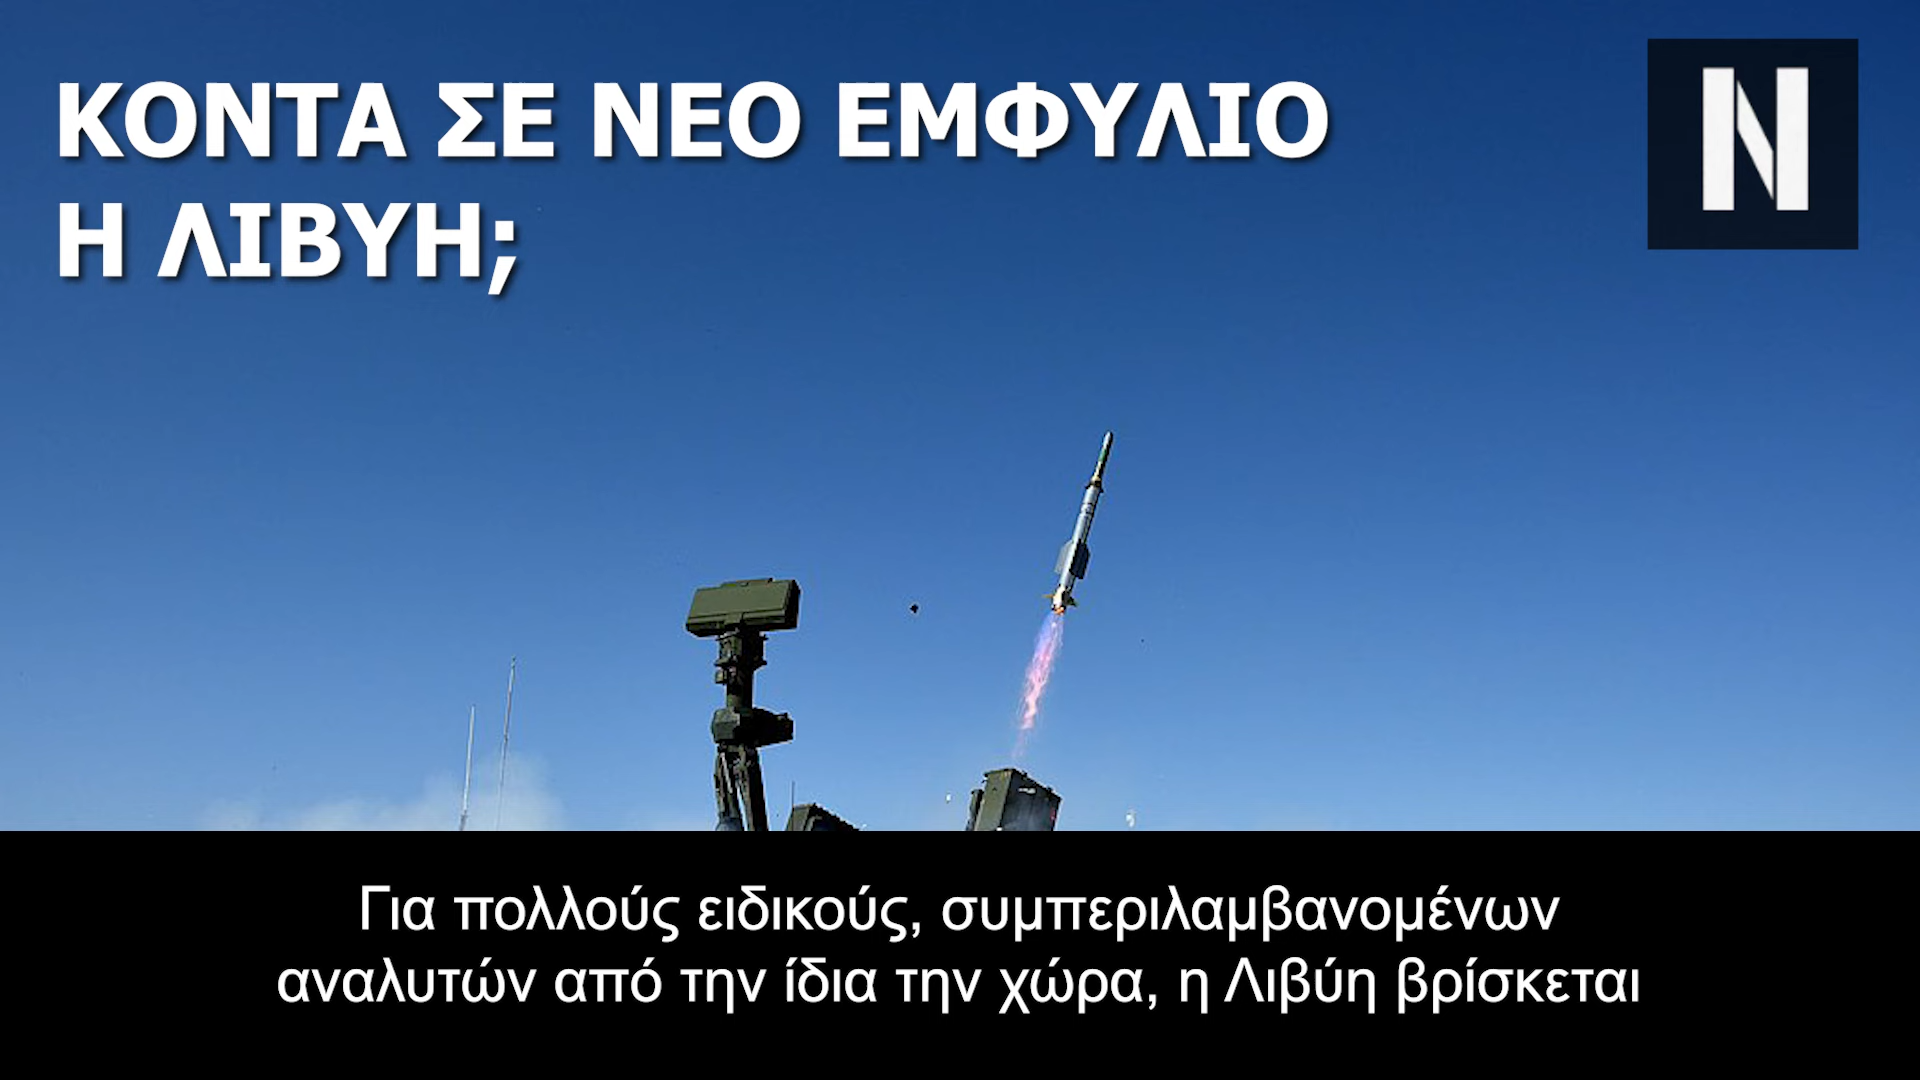 ΚΟΝΤΑ ΣΕ ΝΕΟ ΕΜΦΥΛΙΟ
Η ΛΙΒΥΗ;
N
Για πολλούς ειδικούς, συμπεριλαμβανομένων
αναλυτών από την ίδια την χώρα, η Λιβύη βρίσκεται